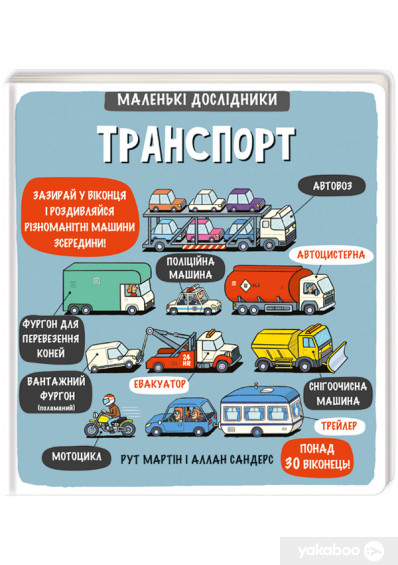 МАЛЕНЬКІ ДОСЛІДНИКИ
ТРАНСПОРТ
ЗАЗИРАЙ У ВІКОНЦЯ
І РОЗДИВЛЯЙСЯ
РІЗНОМАНІТНІ МАШИНИ
ЗСЕРЕДИНИ!
АВТОВОЗ
ПОЛІЦІЙНА
МАШИНА
АВТОЦИСТЕРНА
ФУРГОН ДЛЯ
ПЕРЕВЕЗЕННЯ
КОНЕЙ
24
HR
ВАНТАЖНИЙ
ФУРГОН
(поламаний)
ЕВАКУАТОР
СНІГООЧИСНА
МАШИНА
ТРЕЙЛЕР
МОТОЦИКЛ
РУТ МАРТІН І АЛЛАН САНДЕРС
ПОНАД
30 ВІКОНЕЦЬ!
yakaboo